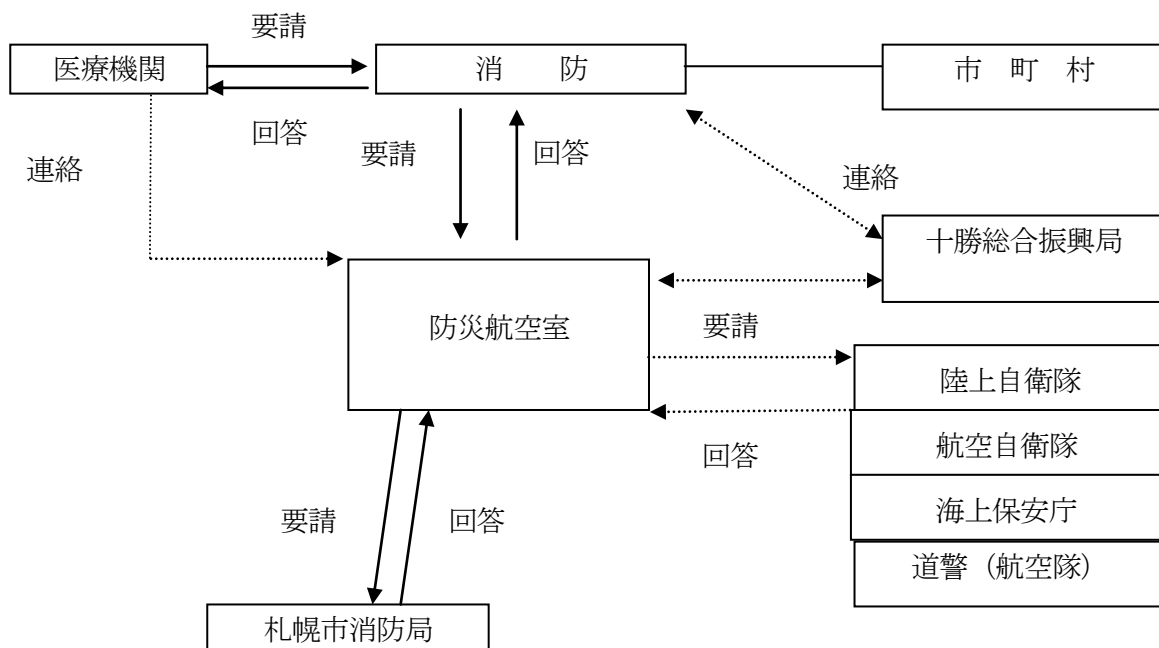 要請
医療機関
消　　防
市　町　村
回答
要請
回答
連絡
連絡
十勝総合振興局
防災航空室
要請
陸上自衛隊
回答
航空自衛隊
海上保安庁
要請
回答
道警（航空隊）
札幌市消防局